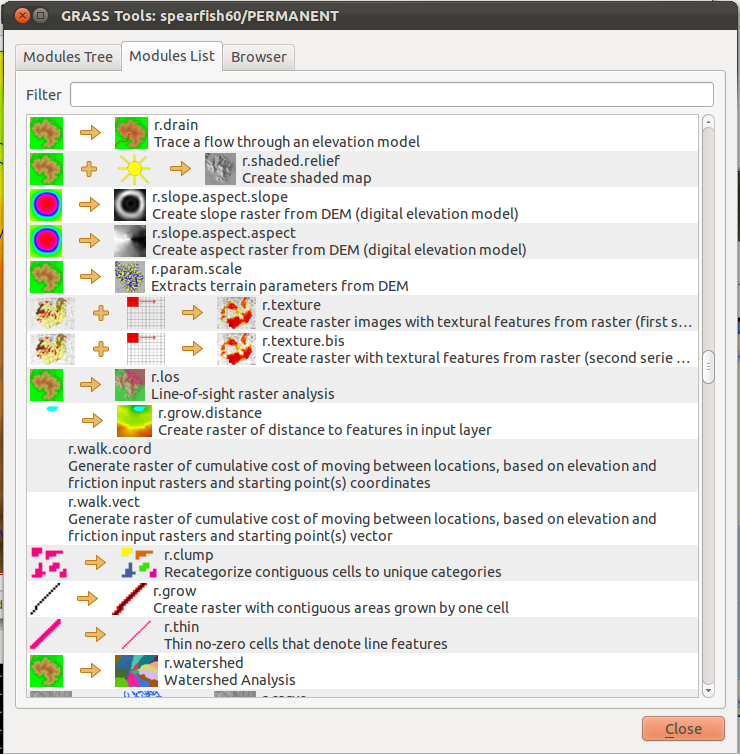 GRASS Tools: spearfish60/PERMANENT
Modules Tree
Modules List
Browser
Filter
r.drain
Trace a flow through an elevation model
r.shaded.relief
Create shaded map
r.slope.aspect.slope
Create slope raster from DEM (digital elevation model)
r.slope.aspect.aspect
Create aspect raster from DEM (digital elevation model)
r.param.scale
Extracts terrain parameters from DEM
r.texture
Create raster images with textural features from raster (first s...
r.texture.bis
Create raster with textural features from raster (second serie ...
r.los
Line-of-sight raster analysis
r.grow.distance
Create raster of distance to features in input layer
r.walk.coord
Generate raster of cumulative cost of moving between locations, based on elevation and
friction input rasters and starting point(s) coordinates
r.walk.vect
Generate raster of cumulative cost of moving between locations, based on elevation and
friction input rasters and starting point(s) vector
r.clump
Recategorize contiguous cells to unique categories
r.grow
Create raster with contiguous areas grown by one cell
r.thin
Thin no-zero cells that denote line features
r.watershed
Watershed Analysis
Close